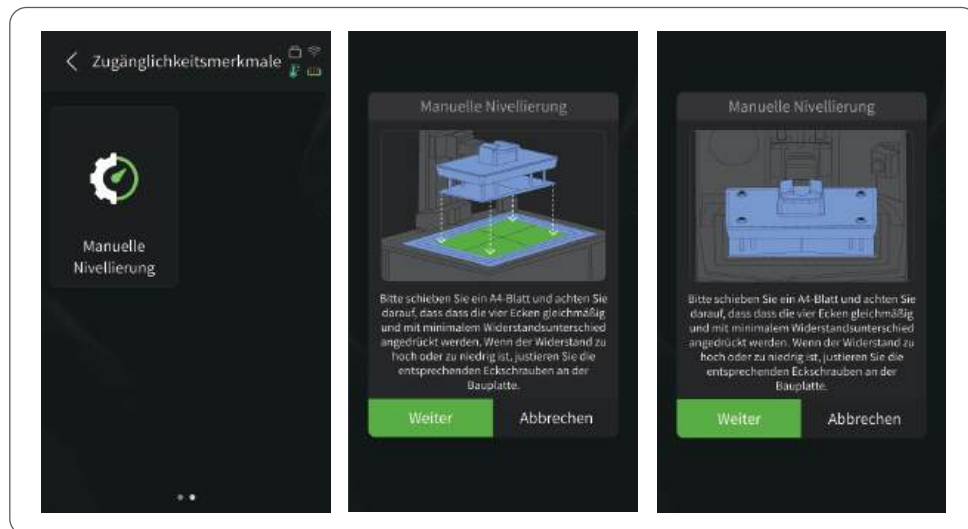 Zugänglichkeitsmerkmale
Manuelle
Nivellierung
Manuelle Nivellierung
Bitte schieben Sie ein A4-Blatt und achten Sie
darauf, dass dass die vier Ecken gleichmäßig
und mit minimalem Widerstandsunterschied
angedrückt werden. Wenn der Widerstand zu
hoch oder zu niedrig ist, justieren Sie die
entsprechenden Eckschrauben an der
Bauplatte.
Weiter
Abbrechen
Manuelle Nivellierung
Bitte schieben Sie ein A4-Blatt und achten Sie
darauf, dass dass die vier Ecken gleichmäßig
und mit minimalem Widerstandsunterschied
angedrückt werden. Wenn der Widerstand zu
hoch oder zu niedrig ist, justieren Sie die
entsprechenden Eckschrauben an der
Bauplatte.
Weiter
Abbrechen